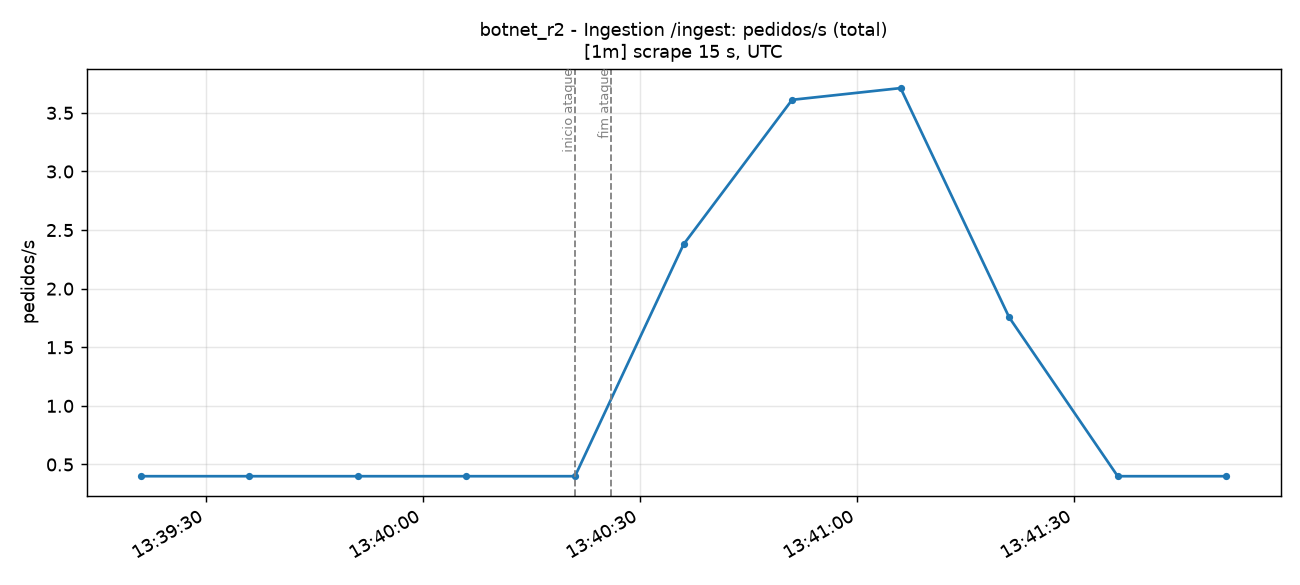 botnet_r2 - Ingestion /ingest: pedidos/s (total)
[1m] scrape 15 s, UTC
inicio ataque
fim ataque
pedidos/s
3.5
3.0
2.5
2.0
1.5
1.0
0.5
13:39:30
13:40:00
13:40:30
13:41:00
13:41:30